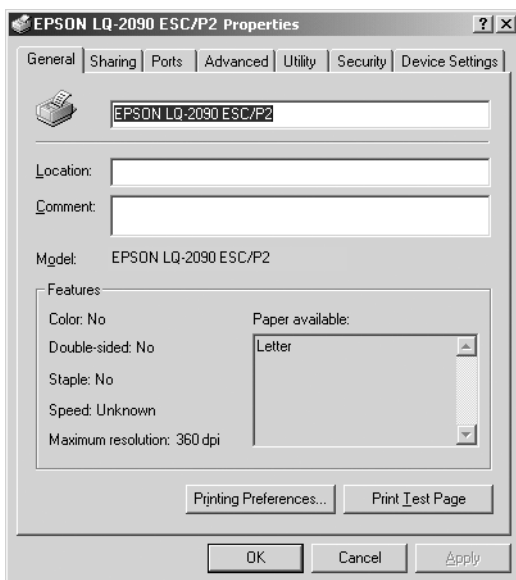 EPSON LQ-2090 ESC/P2 Properties
? X
General Sharing Ports Advanced Utility Security Device Settings
EPSON LQ-2090 ESC/P2
Location:
Comment:
Model: EPSON LQ-2090 ESC/P2
Features
Color: No
Paper available:
Double-sided: No
Letter
Staple: No
Speed: Unknown
Maximum resolution: 360 dpi
Printing Preferences... Print Test Page
OK Cancel Apply